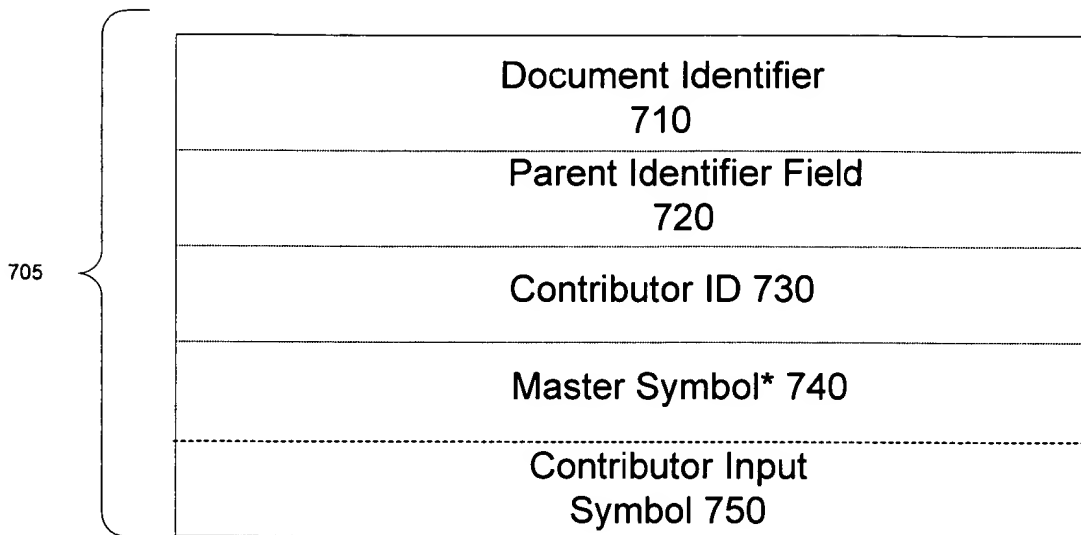 Document Identifier
710
Parent Identifier Field
720
705
Contributor ID 730
Master Symbol* 740
Contributor Input
Symbol 750